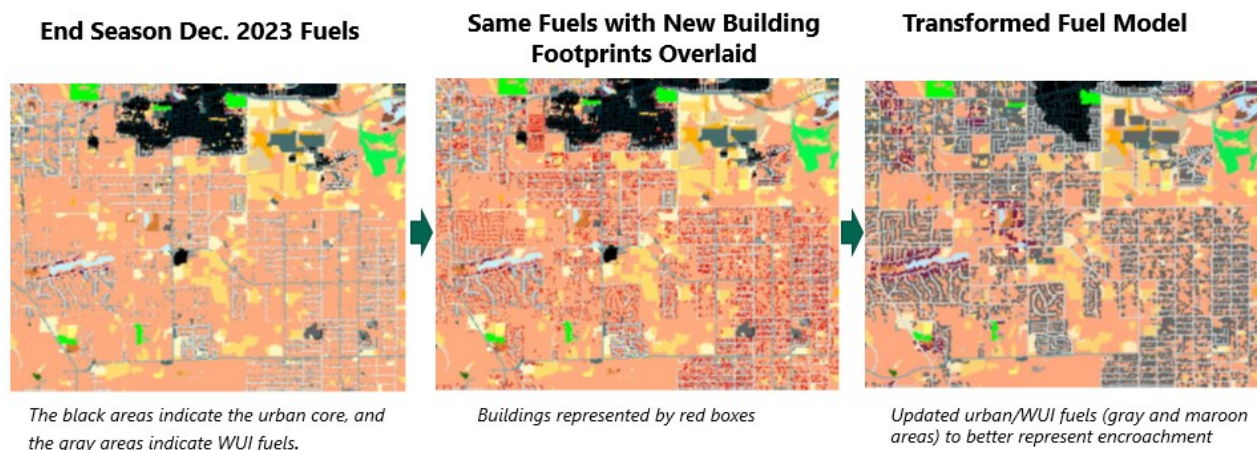 End Season Dec. 2023 Fuels
Same Fuels with New Building
Footprints Overlaid
Transformed Fuel Model
The black areas indicate the urban core, and
the gray areas indicate WUI fuels.
Buildings represented by red boxes
Updated urban/WUI fuels (gray and maroon
areas) to better represent encroachment